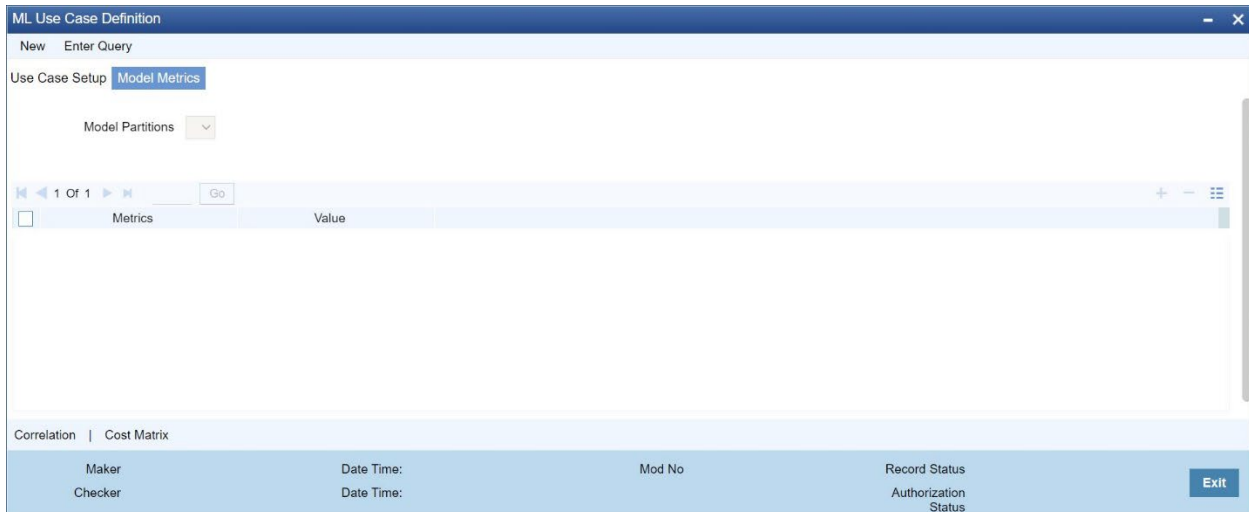 ML Use Case Definition
New Enter Query
Use Case Setup Model Metrics
Model Partitions
1 Of 1 Go
Metrics Value
Correlation | Cost Matrix
Maker Date Time: Mod No Record Status
Exit
Checker Date Time: Authorization
Status